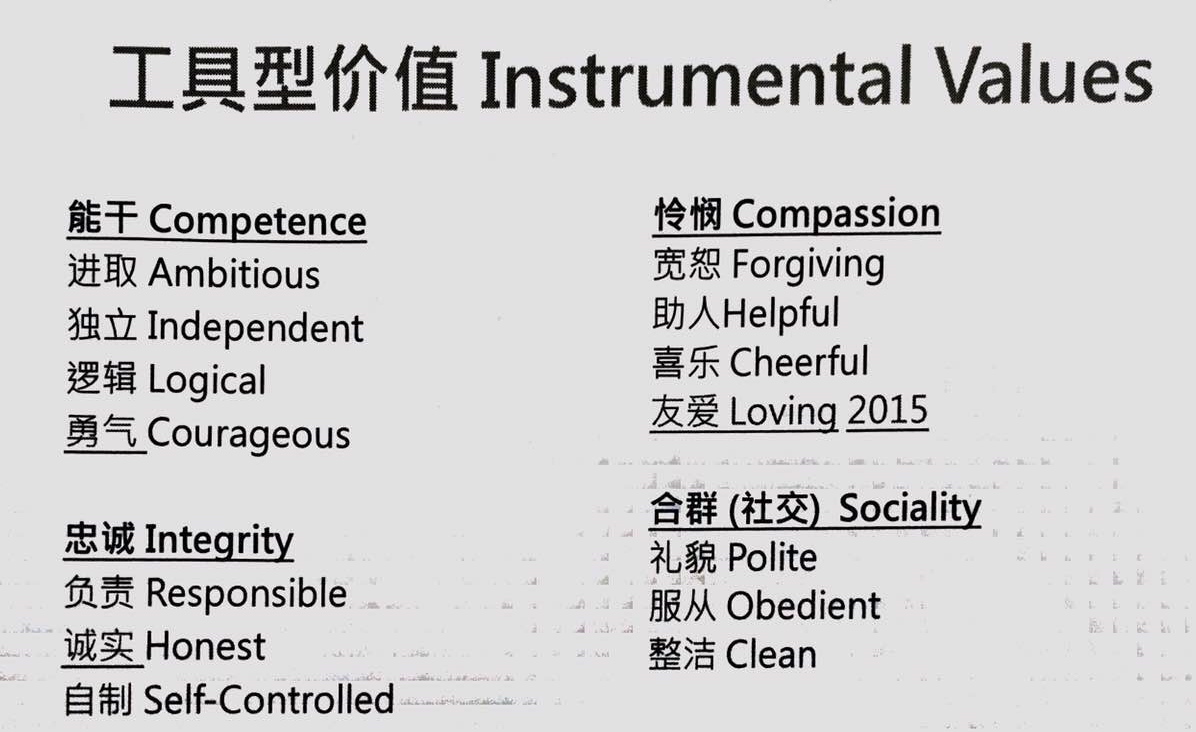 工具型价值 Instrumental Values
能干 Competence
进取 Ambitious
独立 Independent
逻辑 Logical
勇气 Courageous
忠诚 Integrity
负责 Responsible
诚实 Honest
自制 Self-Controlled
怜悯 Compassion
宽恕 Forgiving
助人Helpful
喜乐 Cheerful
友爱 Loving 2015
合群 (社交) Sociality
礼貌 Polite
服从 Obedient
整洁 Clean